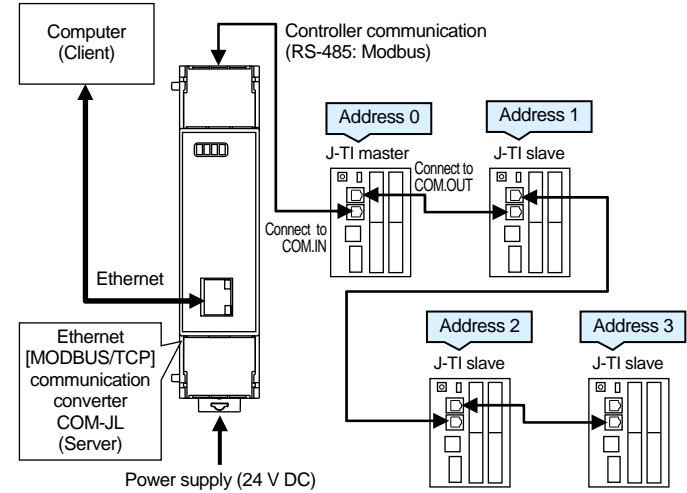 Computer
(Client)
Controller communication
(RS-485: Modbus)
Address 0
Address 1
J-TI master
J-TI slave
Connect to
COM.OUT
Connect to
COM.IN
Ethernet
Ethernet
[MODBUS/TCP]
communication
converter
COM-JL
(Server)
Address 2
Address 3
J-TI slave
J-TI slave
Power supply (24 V DC)